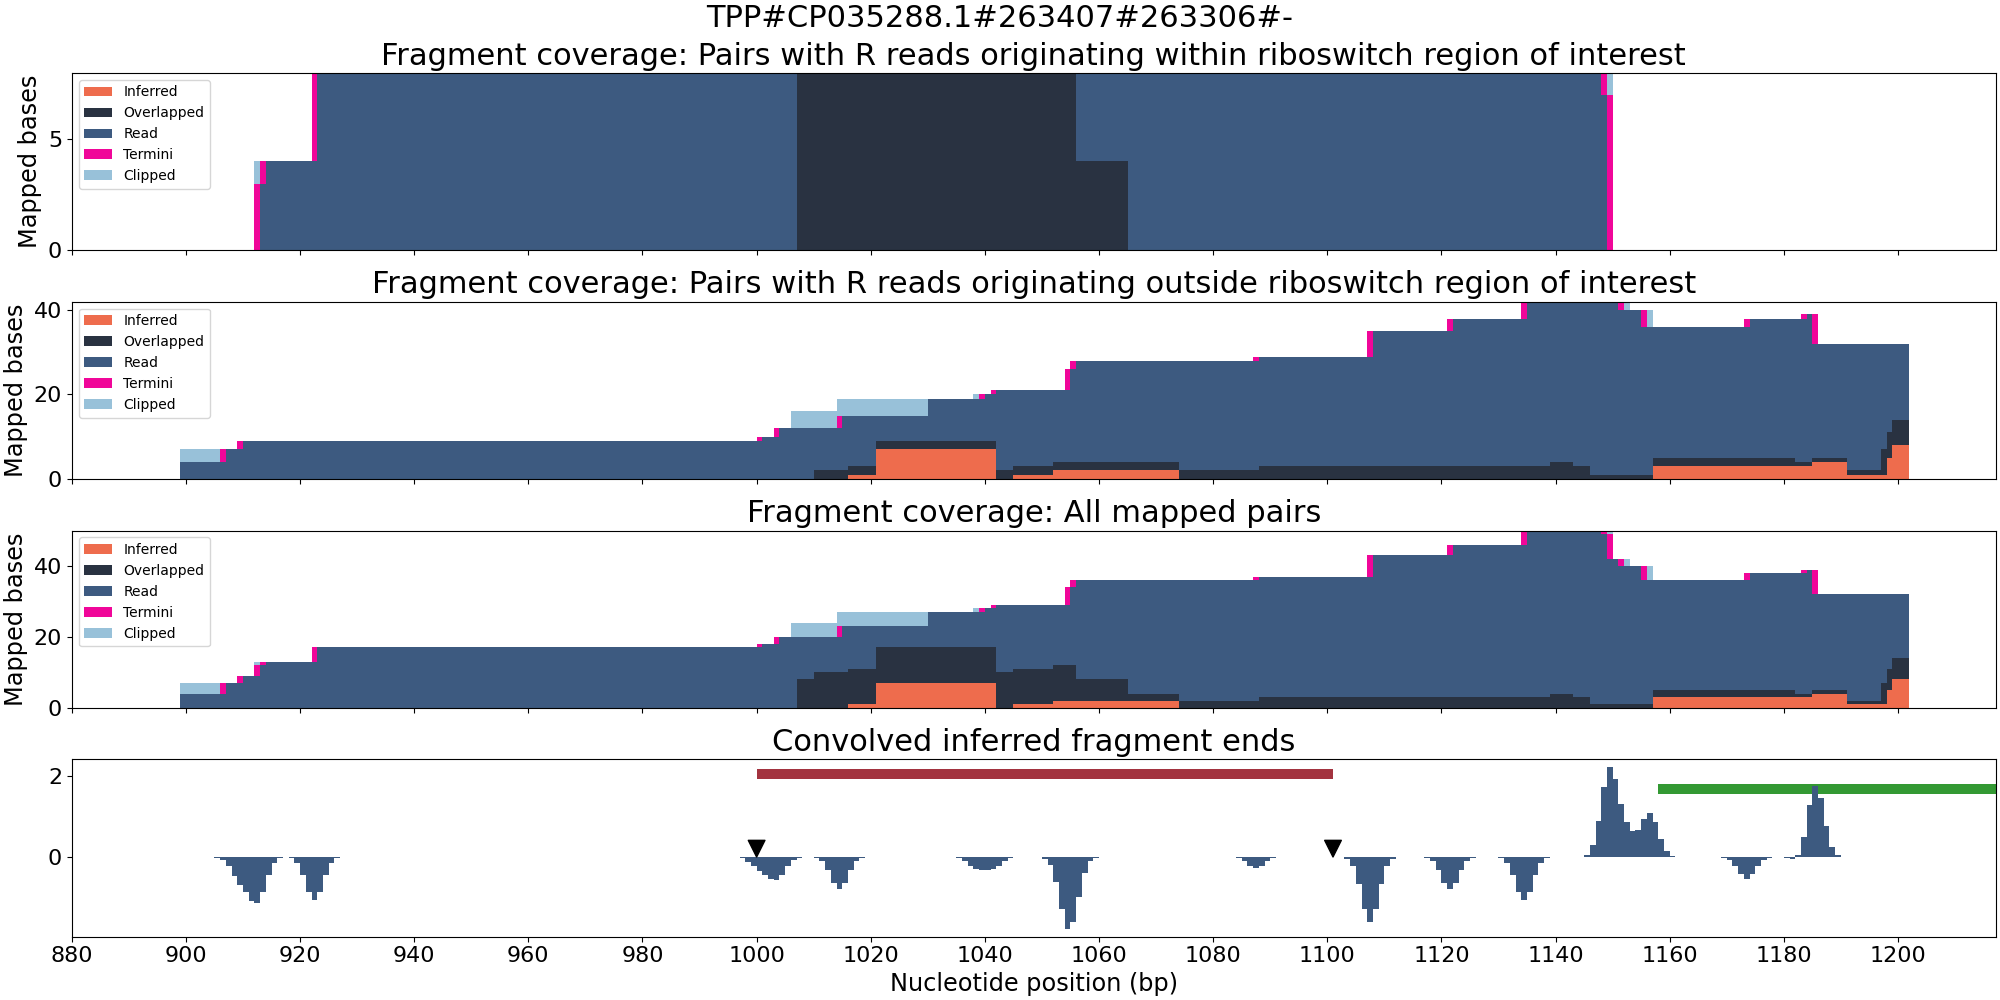 TPP#CP035288.1#263407#263306#-
Fragment coverage: Pairs with R reads originating within riboswitch region of interest
Mapped bases
5
0
Inferred
Overlapped
Read
Termini
Clipped
Fragment coverage: Pairs with R reads originating outside riboswitch region of interest
Mapped bases
40
20
0
Inferred
Overlapped
Read
Termini
Clipped
Fragment coverage: All mapped pairs
Mapped bases
40
20
0
Inferred
Overlapped
Read
Termini
Clipped
Convolved inferred fragment ends
2
0
880 900 920 940 960 980 1000 1020 1040 1060 1080 1100 1120 1140 1160 1180 1200
Nucleotide position (bp)